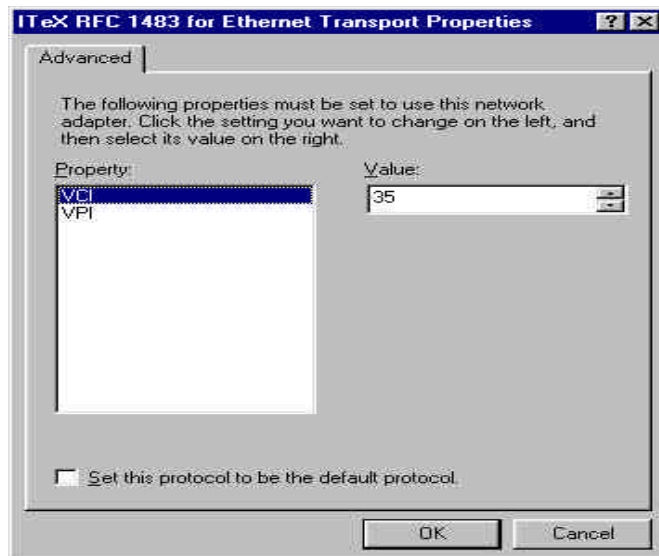 ITeX RFC 1483 for Ethernet Transport Properties
Advanced
The following properties must be set to use this network
adapter. Click the setting you want to change on the left, and
then select its value on the right.
Property:
Value:
VCI
35
VPI
Set this protocol to be the default protocol.
OK
Cancel